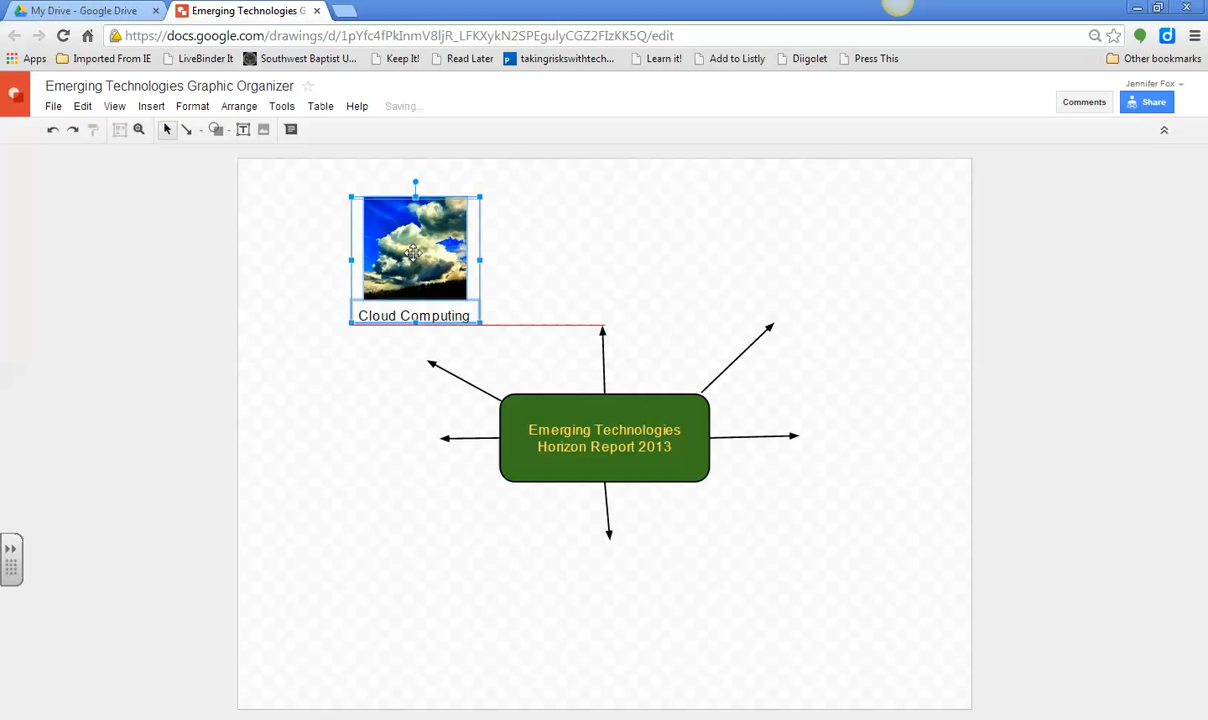 My Drive - Google Drive
Emerging Technologies G
https://docs.google.com/drawings/d/1pYfc4fPkInmV8ljR_LFKXykN2SPEgulyCGZ2FIzKK5Q/edit
Apps Imported From IE LiveBinder It Southwest Baptist U... Keep It! Read Later takingriskswithtech... Learn it! Add to Listly Diigolet Press This Other bookmarks
Emerging Technologies Graphic Organizer
Jennifer Fox
File Edit View Insert Format Arrange Tools Table Help Saving...
Comments Share
Cloud Computing
Emerging Technologies
Horizon Report 2013